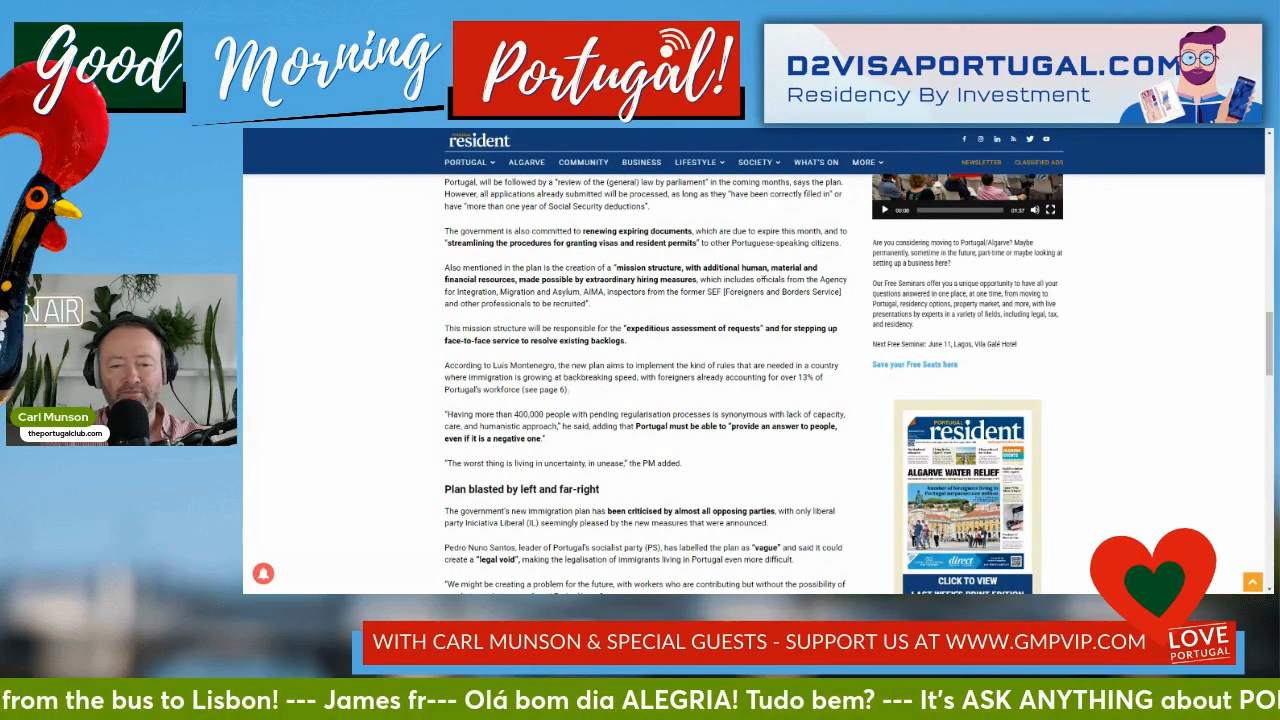 Good Morning Portugal!
D2VISAPORTUGAL.COM
Residency By Investment
PORTUGAL
resident
PORTUGAL ALGARVE COMMUNITY BUSINESS LIFESTYLE SOCIETY WHAT'S ON MORE NEWSLETTER CLASSIFIED ADS
Portugal, will be followed by a "review of the (general) law by parliament" in the coming months, says the plan.
However, all applications already submitted will be processed, as long as they "have been correctly filled in" or
have "more than one year of Social Security deductions".
The government is also committed to renewing expiring documents, which are due to expire this month, and to
"streamlining the procedures for granting visas and resident permits" to other Portuguese-speaking citizens.
Also mentioned in the plan is the creation of a "mission structure, with additional human, material and
financial resources, made possible by extraordinary hiring measures, which includes officials from the Agency
for Integration, Migration and Asylum, AIMA, inspectors from the former SEF [Foreigners and Borders Service]
and other professionals to be recruited".
This mission structure will be responsible for the "expeditious assessment of requests" and for stepping up
face-to-face service to resolve existing backlogs.
According to Luís Montenegro, the new plan aims to implement the kind of rules that are needed in a country
where immigration is growing at backbreaking speed, with foreigners already accounting for over 13% of
Portugal's workforce (see page 6).
"Having more than 400,000 people with pending regularisation processes is synonymous with lack of capacity,
care, and humanistic approach," he said, adding that Portugal must be able to "provide an answer to people,
even if it is a negative one."
"The worst thing is living in uncertainty, in unease," the PM added.
Plan blasted by left and far-right
The government's new immigration plan has been criticised by almost all opposing parties, with only liberal
party Iniciativa Liberal (IL) seemingly pleased by the new measures that were announced.
Pedro Nuno Santos, leader of Portugal's socialist party (PS), has labelled the plan as "vague" and said it could
create a "legal void", making the legalisation of immigrants living in Portugal even more difficult.
"We might be creating a problem for the future, with workers who are contributing but without the possibility of
00:00 01:37
Are you considering moving to Portugal/Algarve? Maybe
permanently, sometime in the future, part-time or maybe looking at
setting up a business here?
Our Free Seminars offer you a unique opportunity to have all your
questions answered in one place, at one time, from moving to
Portugal, residency options, property market, and more, with live
presentations by experts in a variety of fields, including legal, tax,
and residency.
Next Free Seminar: June 11, Lagos, Vila Galé Hotel
Save your Free Seats here
PORTUGAL
resident
ALGARVE WATER RELIEF
Number of foreigners living in
Portugal surpasses one million
direct
CLICK TO VIEW
LAST WEEK'S PRINT EDITION
N AIR
Carl Munson
theportugalclub.com
WITH CARL MUNSON & SPECIAL GUESTS - SUPPORT US AT WWW.GMPVIP.COM
LOVE
PORTUGAL
from the bus to Lisbon! --- James fr--- Olá bom dia ALEGRIA! Tudo bem? --- It's ASK ANYTHING about PO